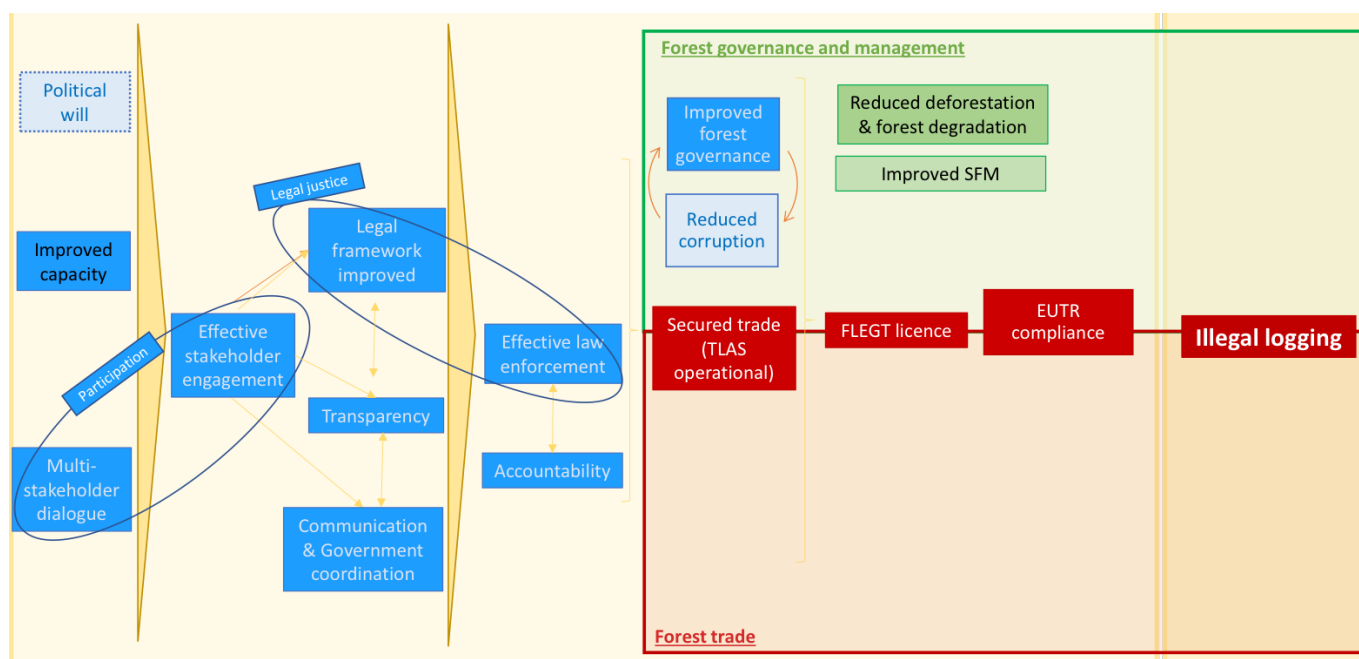 Forest governance and management
Political
will
Improved
forest
governance
Reduced deforestation
& forest degradation
Improved SFM
Legal justice
Reduced
corruption
Improved
capacity
Legal
framework
improved
Participation
Effective
stakeholder
engagement
Effective law
enforcement
Secured trade
(TLAS
operational)
FLEGT licence
EUTR
compliance
Illegal logging
Transparency
Multi-
stakeholder
dialogue
Accountability
Communication
& Government
coordination
Forest trade